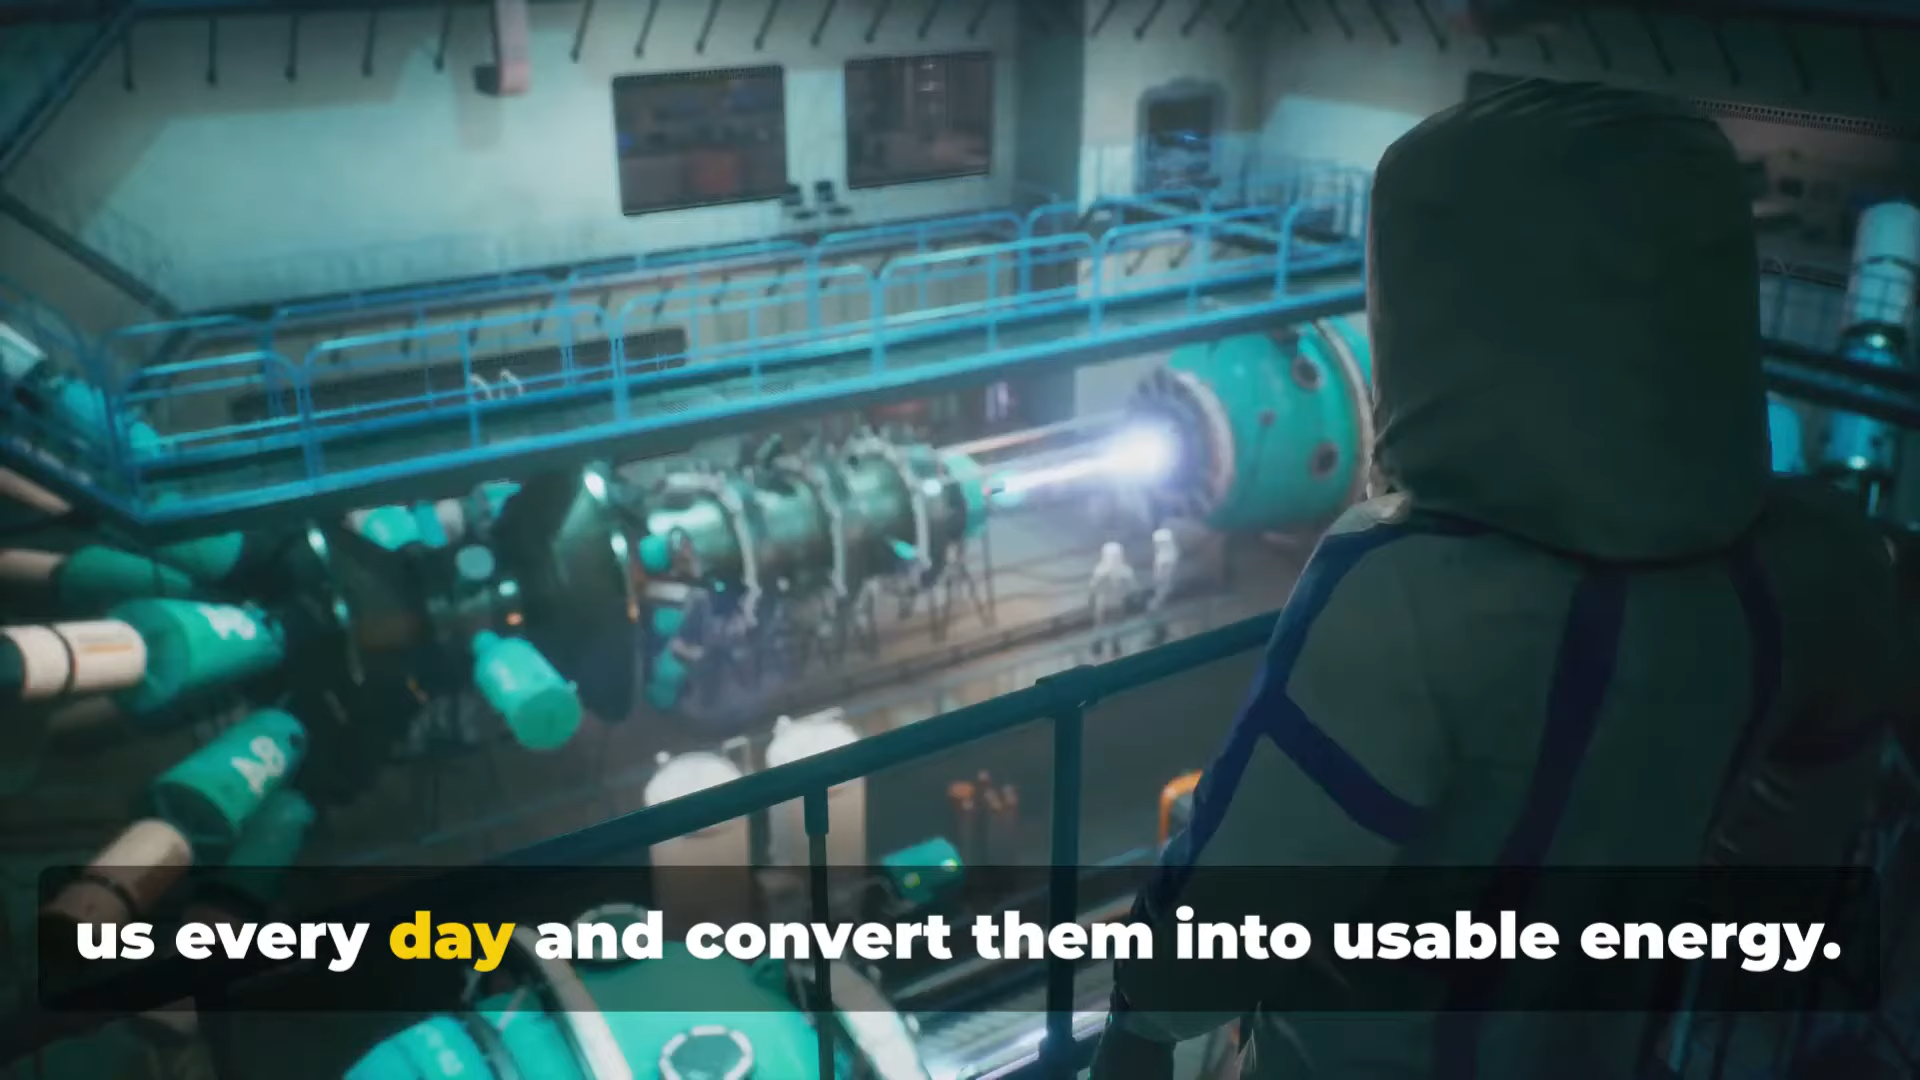 us every day and convert them into usable energy.